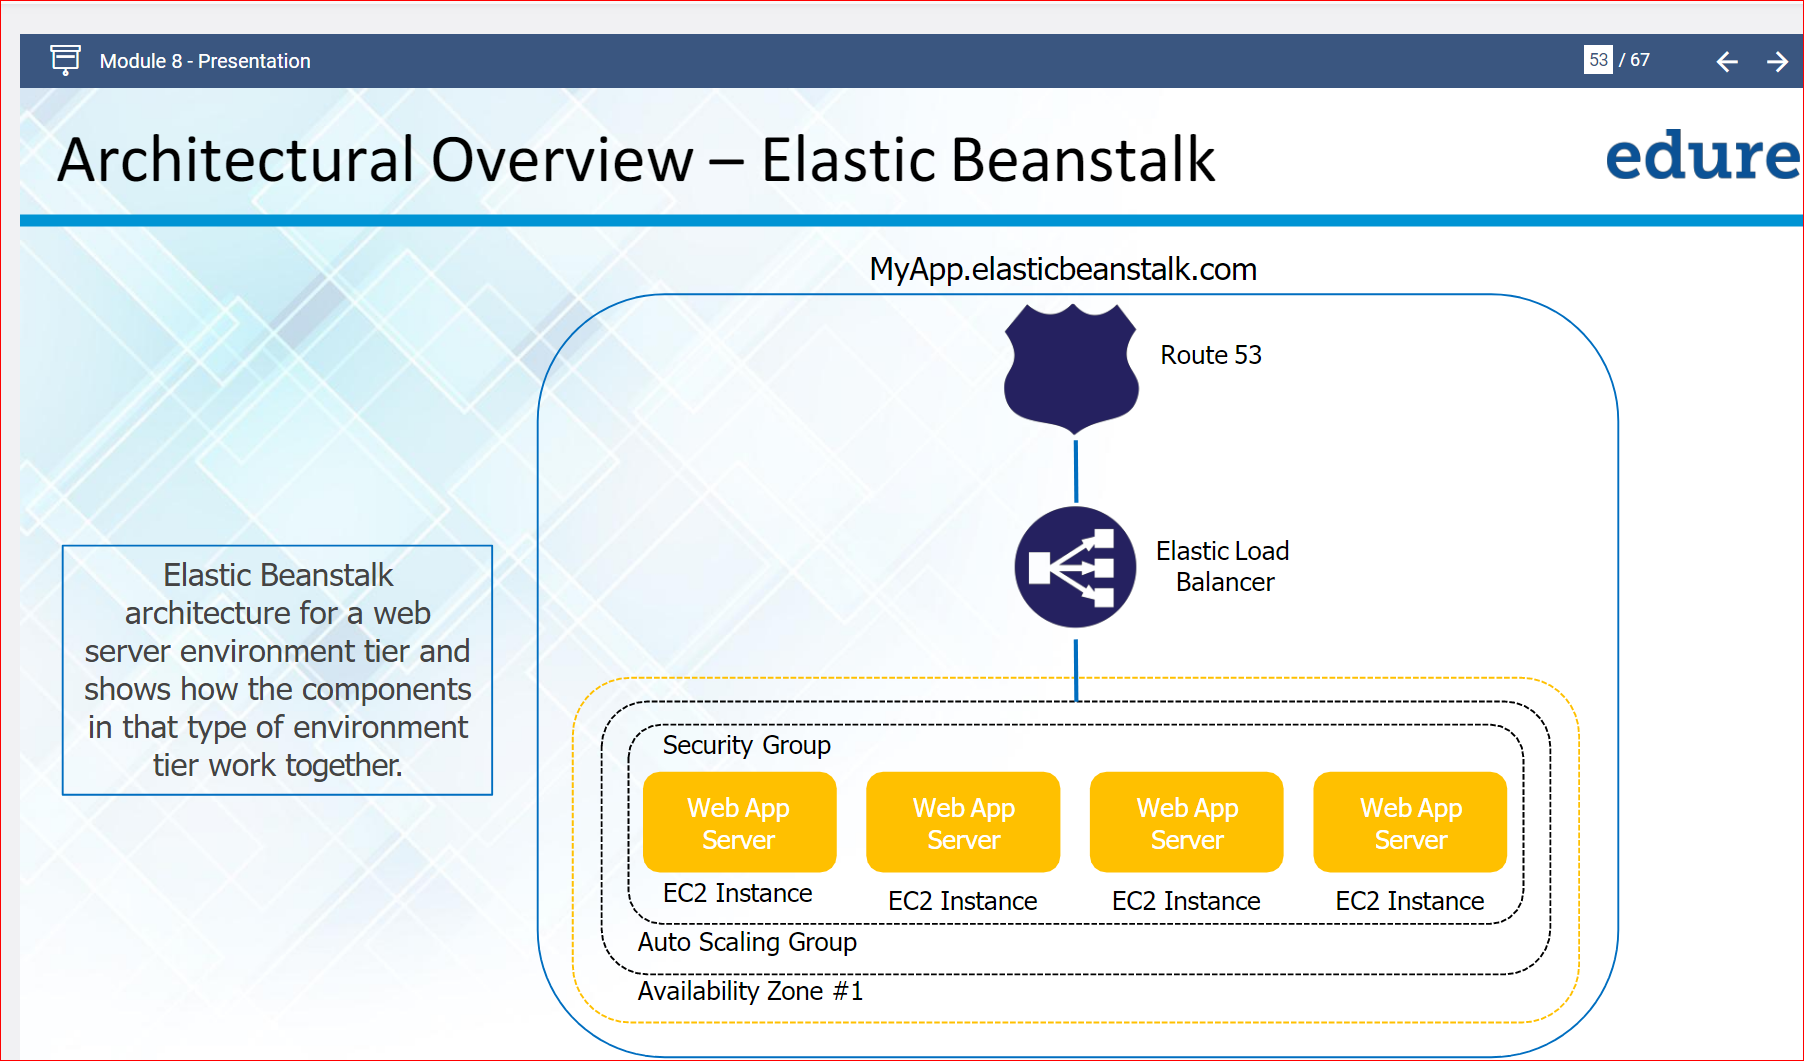 Module 8 - Presentation
53 / 67
Architectural Overview – Elastic Beanstalk
edure
MyApp.elasticbeanstalk.com
Route 53
Elastic Load
Balancer
Elastic Beanstalk
architecture for a web
server environment tier and
shows how the components
in that type of environment
tier work together.
Security Group
Web App
Server
Web App
Server
Web App
Server
Web App
Server
EC2 Instance
EC2 Instance
EC2 Instance
EC2 Instance
Auto Scaling Group
Availability Zone #1